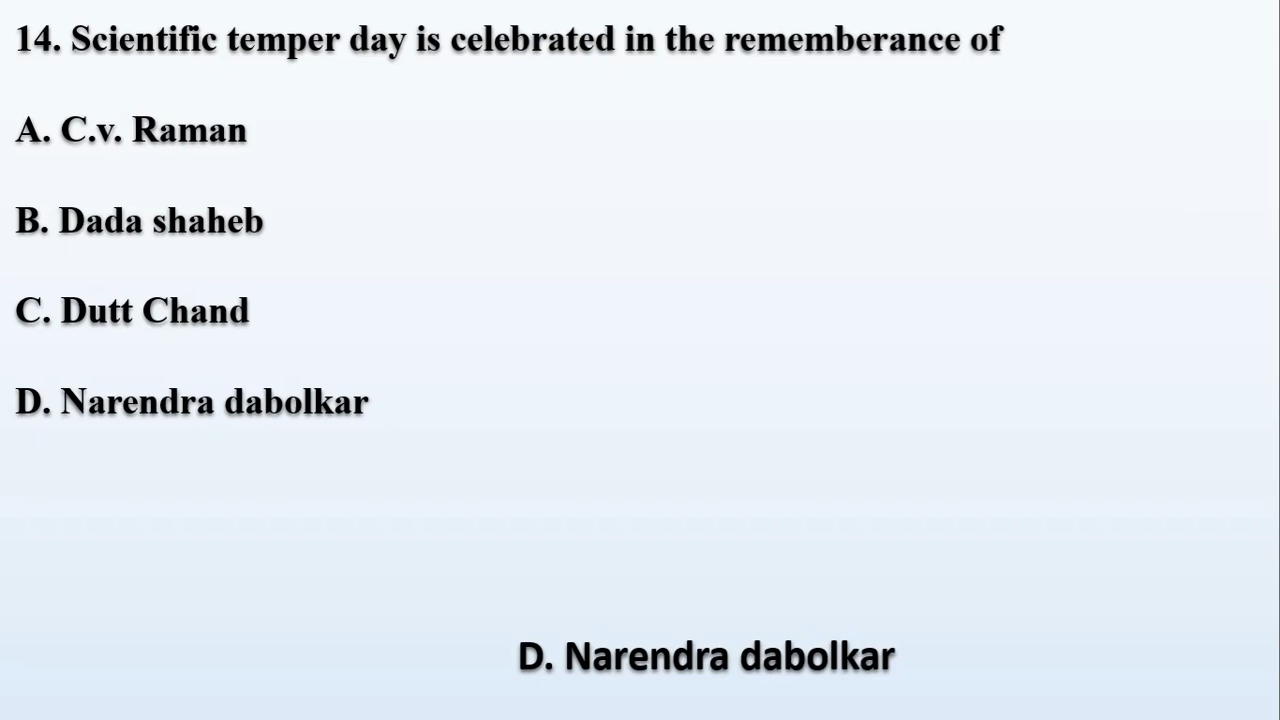 14. Scientific temper day is celebrated in the rememberance of
A. C.v. Raman
B. Dada shaheb
C. Dutt Chand
D. Narendra dabolkar
D. Narendra dabolkar